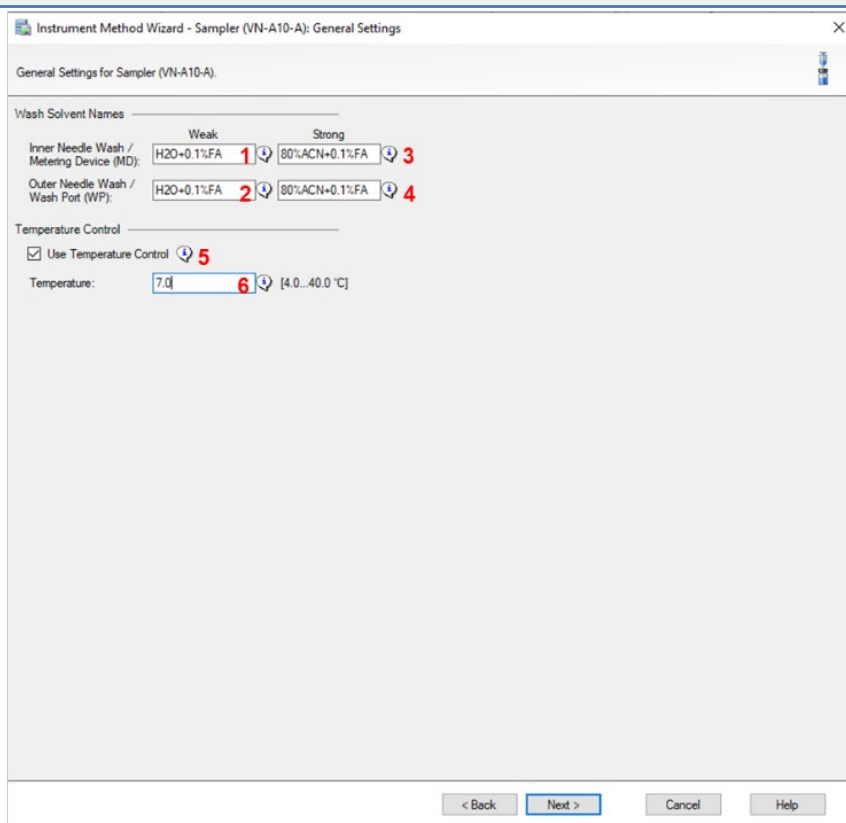 Instrument Method Wizard - Sampler (VN-A10-A): General Settings
General Settings for Sampler (VN-A10-A).
Wash Solvent Names
Weak Strong
Inner Needle Wash / Metering Device (MD): H2O+0.1%FA 1 80%ACN+0.1%FA 3
Outer Needle Wash / Wash Port (WP): H2O+0.1%FA 2 80%ACN+0.1%FA 4
Temperature Control
Use Temperature Control 5
Temperature: 7.0 6 [4.0...40.0 °C]
< Back Next > Cancel Help